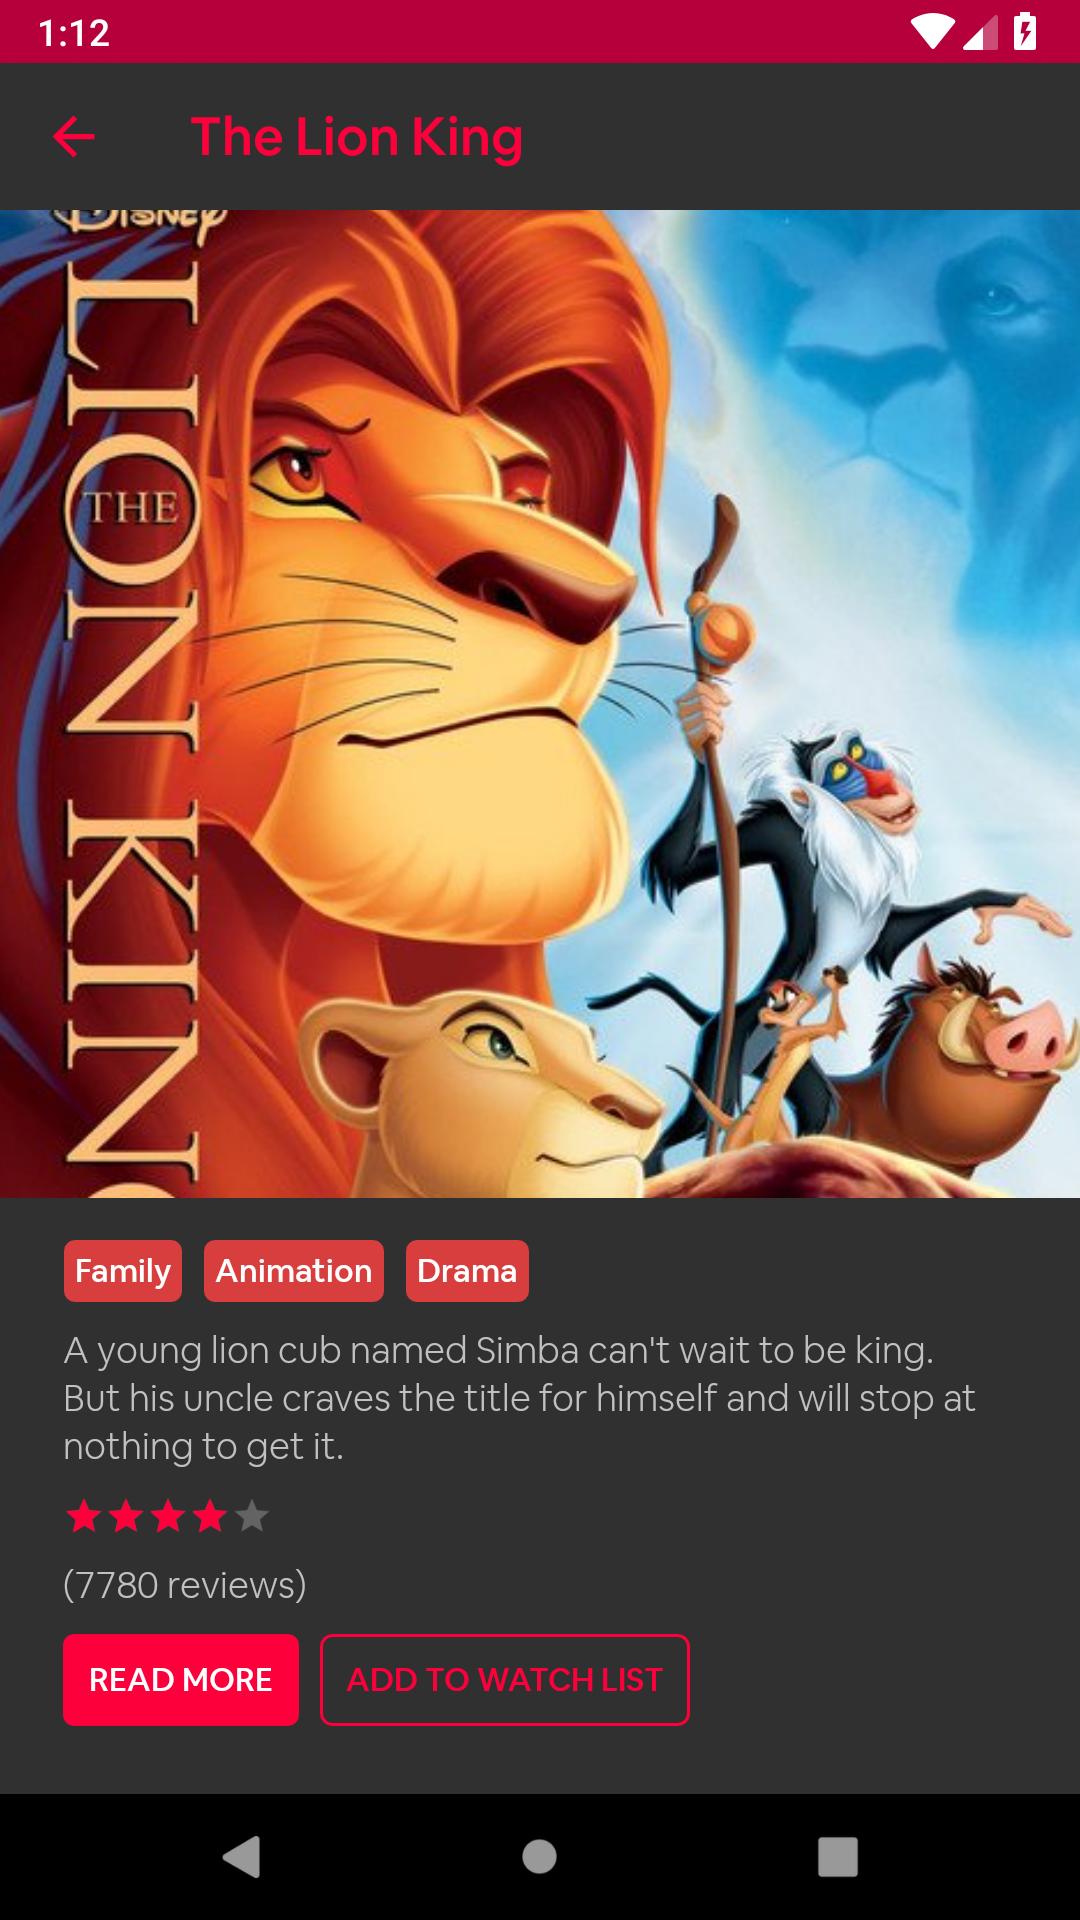 1:12
The Lion King
DISNEY
THE
LION KIN
Family Animation Drama
A young lion cub named Simba can't wait to be king.
But his uncle craves the title for himself and will stop at
nothing to get it.
(7780 reviews)
READ MORE ADD TO WATCH LIST